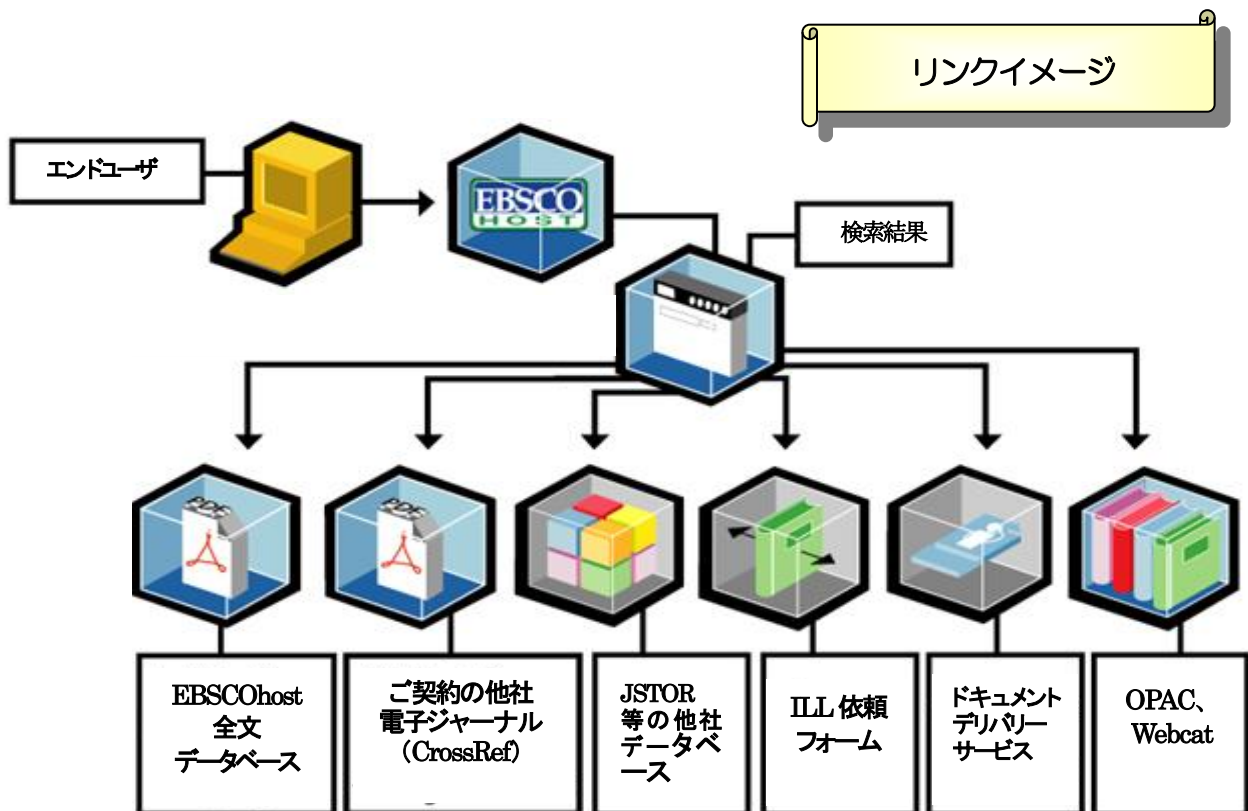 リンクイメージ
エンドユーザ
EBSCO
HOST
検索結果
PDF
PDF
EBSCOhost
全文
データベース
ご契約の他社
電子ジャーナル
（CrossRef）
JSTOR
等の他社
データベ
ース
ILL 依頼
フォーム
ドキュメント
デリバリー
サービス
OPAC、
Webcat